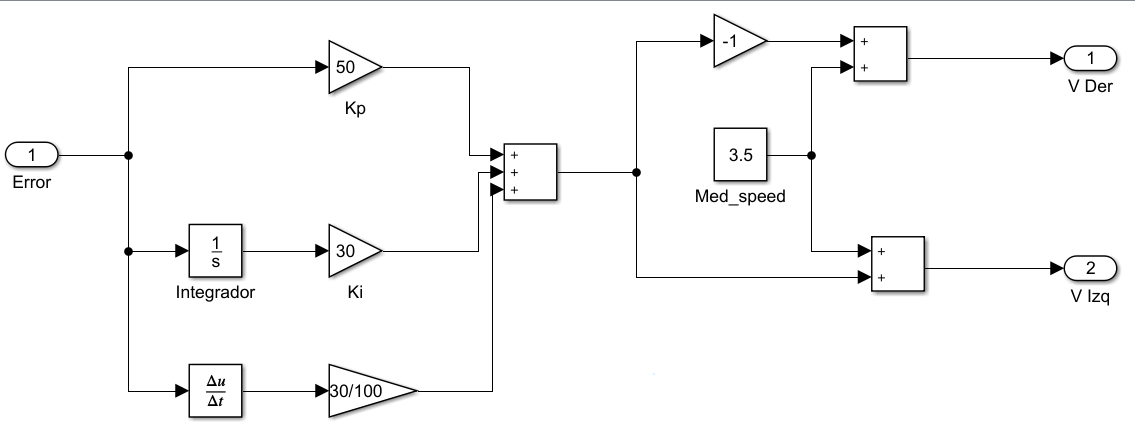 50
Kp
1
Error
1
s
Integrador
30
Ki
Δu
Δt
30/100
+
+
+
-1
+
+
1
V Der
3.5
Med_speed
+
+
2
V Izq